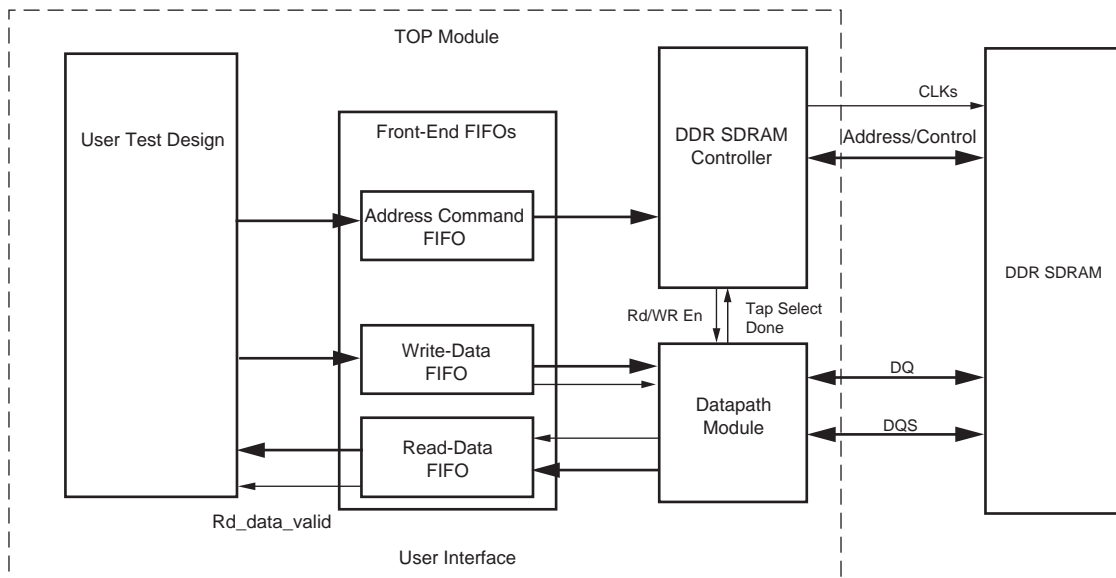 TOP Module
User Test Design
Front-End FIFOs
Address Command
FIFO
Write-Data
FIFO
Read-Data
FIFO
Rd_data_valid
User Interface
DDR SDRAM
Controller
Rd/WR En
Tap Select
Done
Datapath
Module
CLKs
Address/Control
DQ
DQS
DDR SDRAM